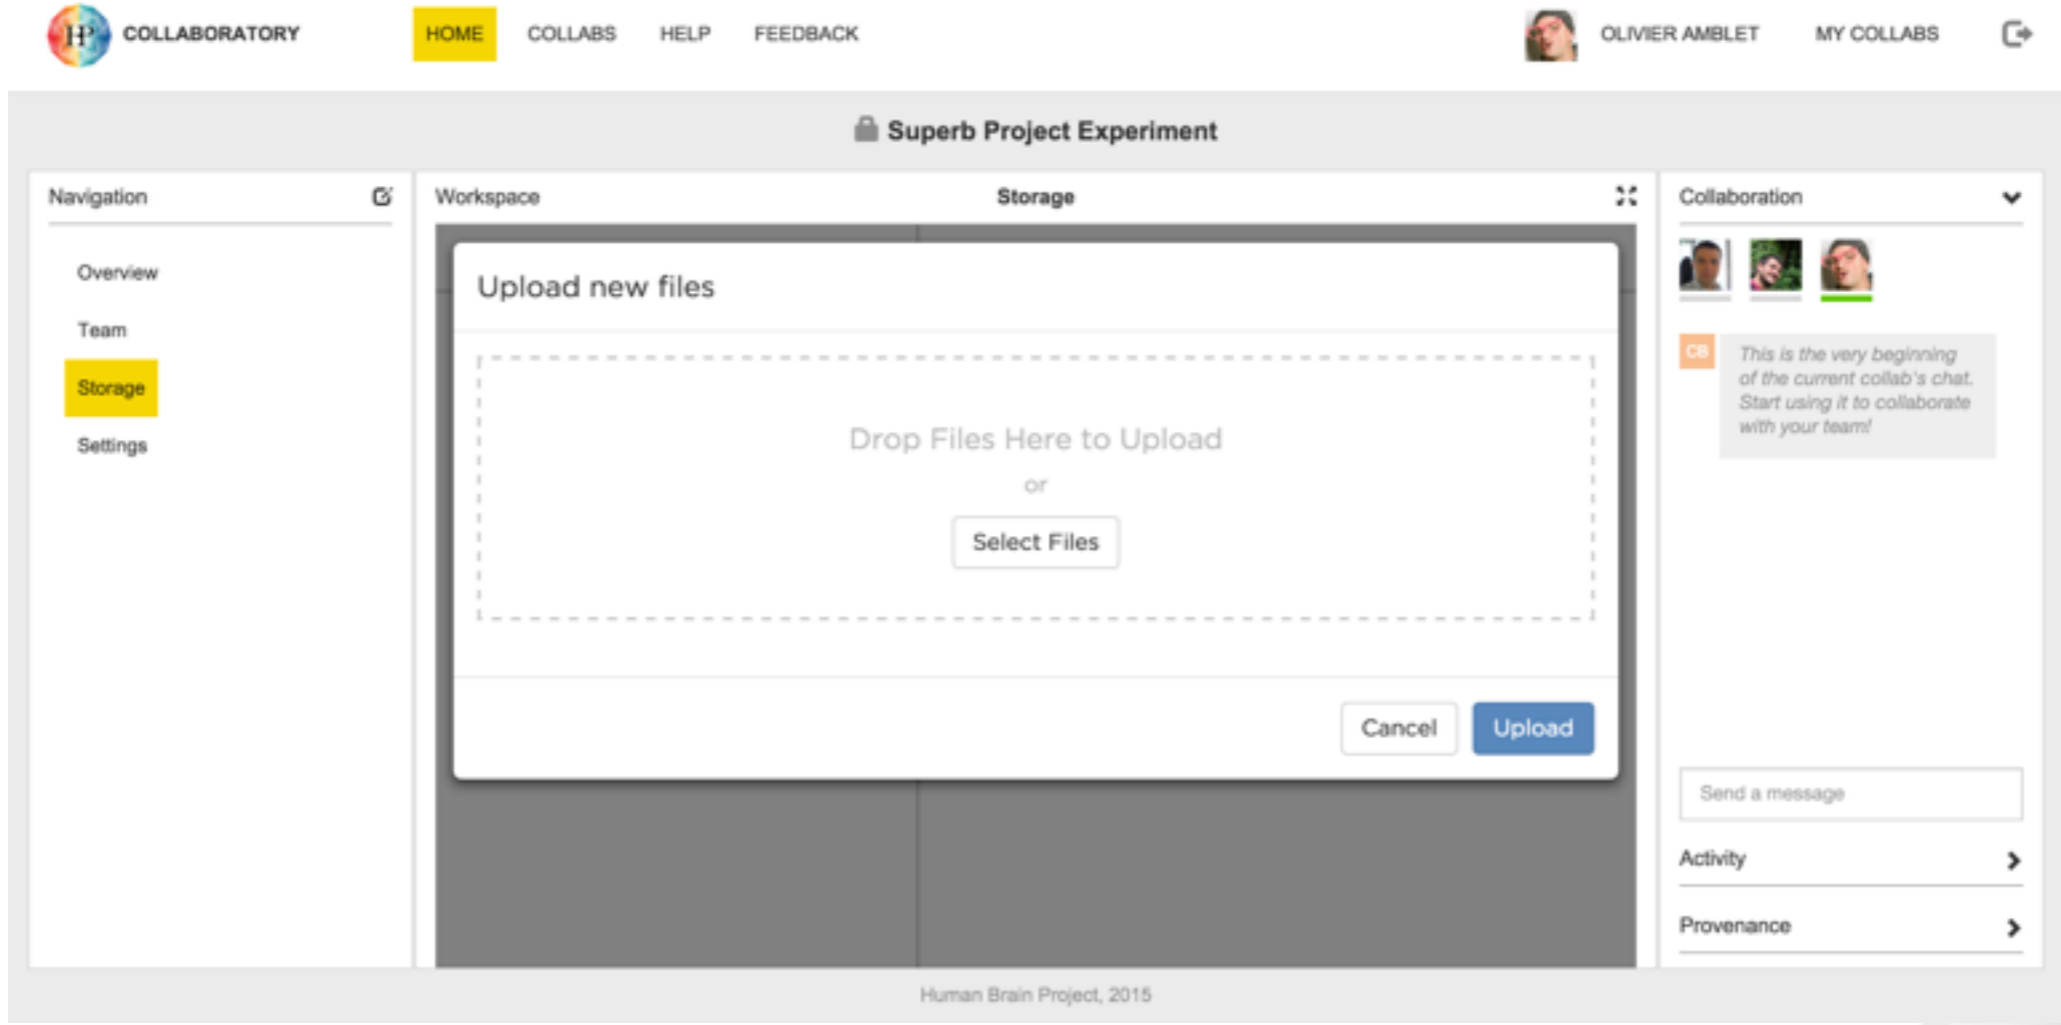 HP COLLABORATORY HOME COLLABS HELP FEEDBACK OLIVIER AMBLET MY COLLABS
Superb Project Experiment
Navigation
Overview
Team
Storage
Settings
Workspace Storage
Upload new files
Drop Files Here to Upload
or
Select Files
Cancel Upload
Collaboration
CB
This is the very beginning
of the current collab's chat.
Start using it to collaborate
with your team!
Send a message
Activity
Provenance
Human Brain Project, 2015